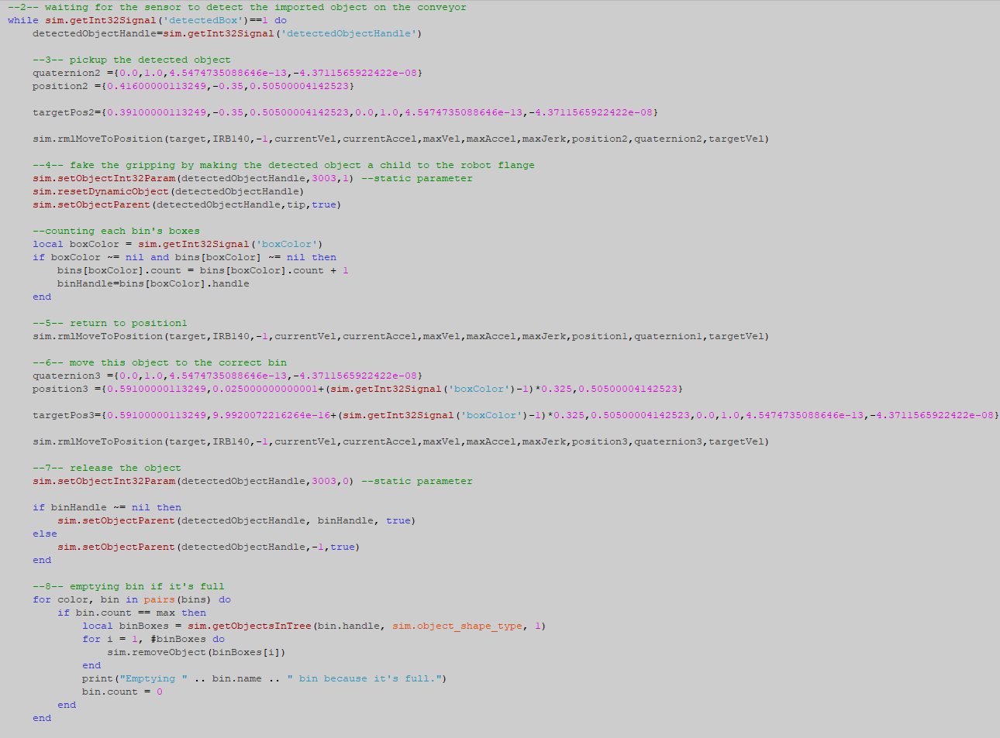 --2-- waiting for the sensor to detect the imported object on the conveyor
while sim.getInt32Signal('detectedBox')==1 do
    detectedObjectHandle=sim.getInt32Signal('detectedObjectHandle')

    --3-- pickup the detected object
    quaternion2 ={0.0,1.0,4.5474735088646e-13,-4.3711565922422e-08}
    position2 ={0.41600000113249,-0.35,0.50500004142523}

    targetPos2={0.39100000113249,-0.35,0.50500004142523,0.0,1.0,4.5474735088646e-13,-4.3711565922422e-08}

    sim.rmlMoveToPosition(target,IRB140,-1,currentVel,currentAccel,maxVel,maxAccel,maxJerk,position2,quaternion2,targetVel)

    --4-- fake the gripping by making the detected object a child to the robot flange
    sim.setObjectInt32Param(detectedObjectHandle,3003,1) --static parameter
    sim.resetDynamicObject(detectedObjectHandle)
    sim.setObjectParent(detectedObjectHandle,tip,true)

    --counting each bin's boxes
    local boxColor = sim.getInt32Signal('boxColor')
    if boxColor ~= nil and bins[boxColor] ~= nil then
        bins[boxColor].count = bins[boxColor].count + 1
        binHandle=bins[boxColor].handle
    end

    --5-- return to position1
    sim.rmlMoveToPosition(target,IRB140,-1,currentVel,currentAccel,maxVel,maxAccel,maxJerk,position1,quaternion1,targetVel)

    --6-- move this object to the correct bin
    quaternion3 ={0.0,1.0,4.5474735088646e-13,-4.3711565922422e-08}
    position3 ={0.59100000113249,0.025000000000001+(sim.getInt32Signal('boxColor')-1)*0.325,0.50500004142523}

    targetPos3={0.59100000113249,9.9920072216264e-16+(sim.getInt32Signal('boxColor')-1)*0.325,0.50500004142523,0.0,1.0,4.5474735088646e-13,-4.3711565922422e-08}

    sim.rmlMoveToPosition(target,IRB140,-1,currentVel,currentAccel,maxVel,maxAccel,maxJerk,position3,quaternion3,targetVel)

    --7-- release the object
    sim.setObjectInt32Param(detectedObjectHandle,3003,0) --static parameter

    if binHandle ~= nil then
        sim.setObjectParent(detectedObjectHandle, binHandle, true)
    else
        sim.setObjectParent(detectedObjectHandle,-1,true)
    end

    --8-- emptying bin if it's full
    for color, bin in pairs(bins) do
        if bin.count == max then
            local binBoxes = sim.getObjectsInTree(bin.handle, sim.object_shape_type, 1)
            for i = 1, #binBoxes do
                sim.removeObject(binBoxes[i])
            end
            print("Emptying " .. bin.name .. " bin because it's full.")
            bin.count = 0
        end
    end